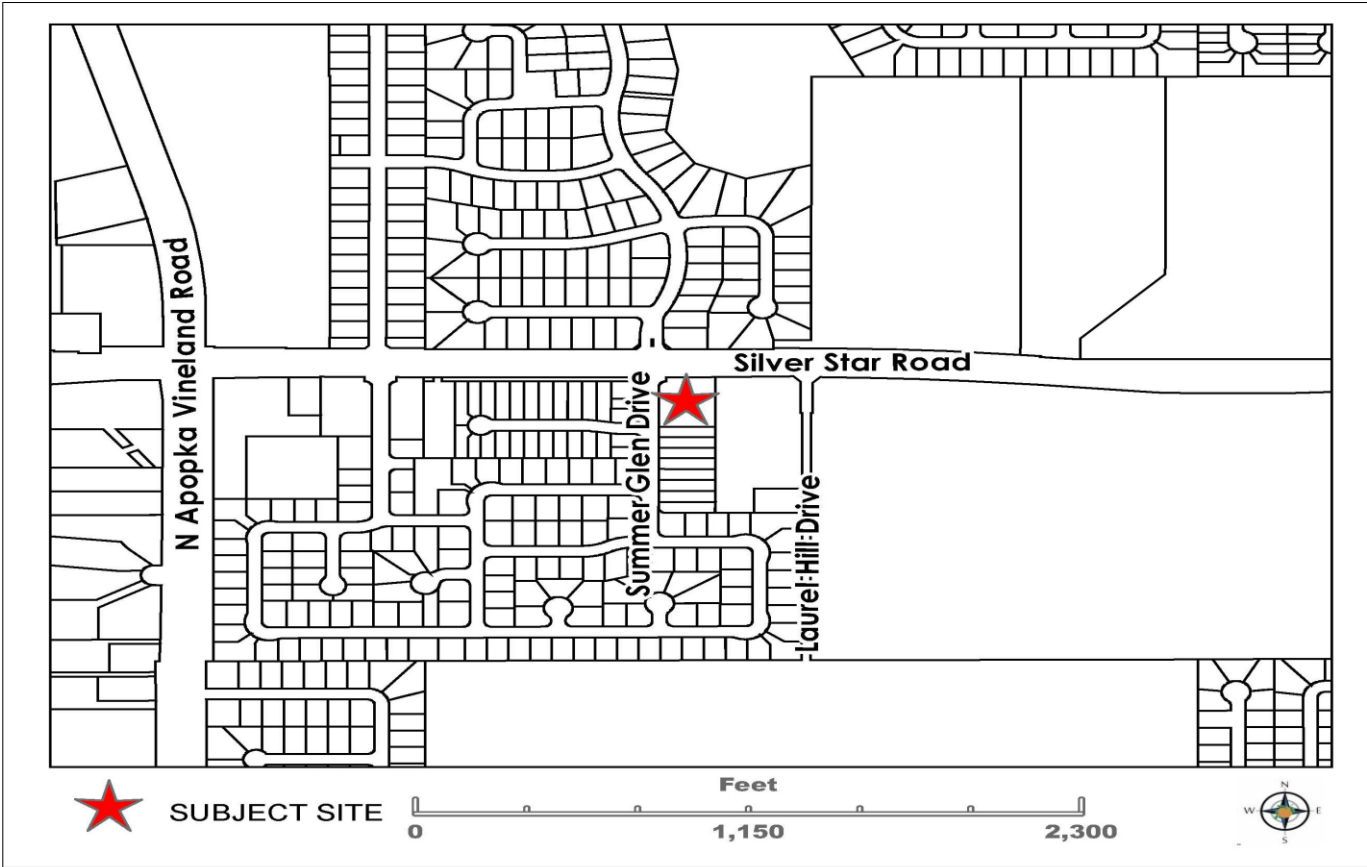 N Apopka Vineland Road
Silver Star Road
Summer Glen Drive
Laurel Hill Drive
SUBJECT SITE
Feet
0
1,150
2,300
N
W
E
S